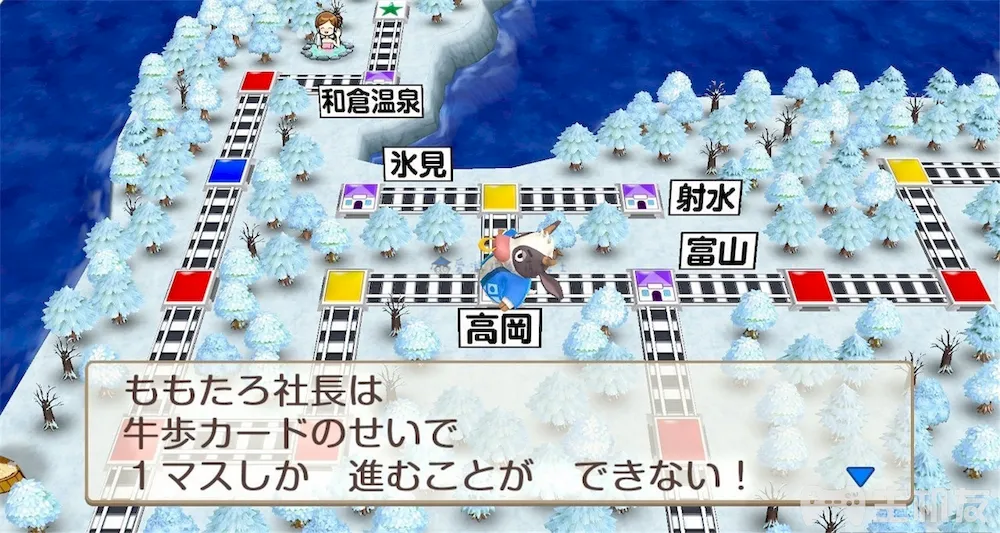 和倉温泉
氷見
射水
富山
高岡
ももたろ社長は
牛歩カードのせいで
1マスしか　進むことが　できない！